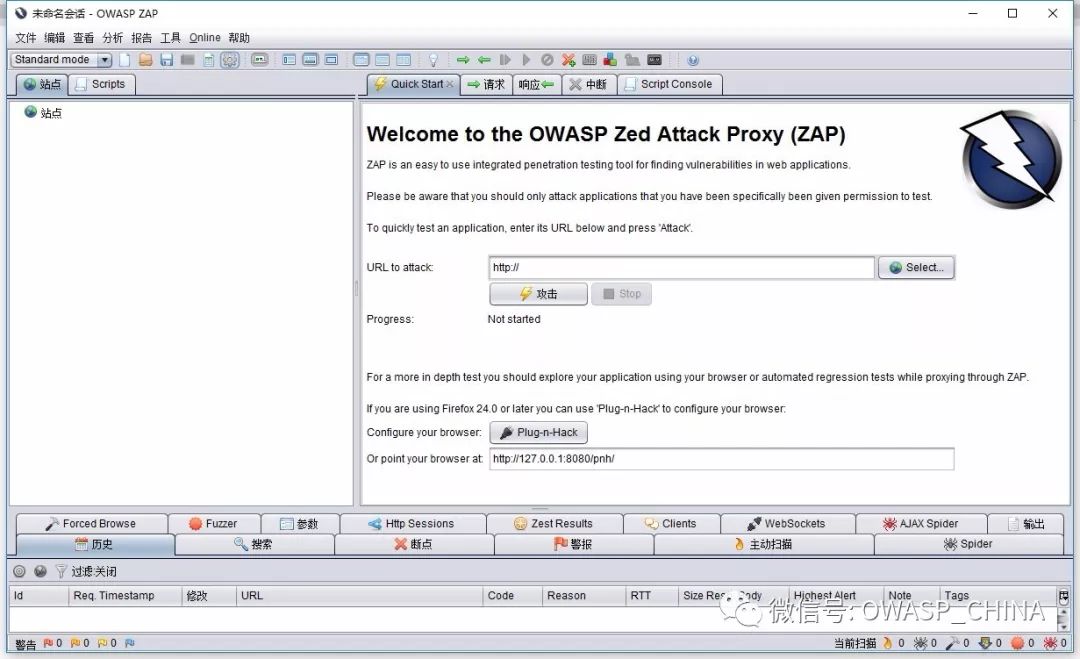 未命名会话 - OWASP ZAP
文件 编辑 查看 分析 报告 工具 Online 帮助
Standard mode
站点 Scripts
Quick Start 请求 响应 中断 Script Console
站点
Welcome to the OWASP Zed Attack Proxy (ZAP)
ZAP is an easy to use integrated penetration testing tool for finding vulnerabilities in web applications.
Please be aware that you should only attack applications that you have been specifically been given permission to test.
To quickly test an application, enter its URL below and press 'Attack'.
URL to attack: http:// Select...
攻击 Stop
Progress: Not started
For a more in depth test you should explore your application using your browser or automated regression tests while proxying through ZAP.
If you are using Firefox 24.0 or later you can use 'Plug-n-Hack' to configure your browser:
Configure your browser: Plug-n-Hack
Or point your browser at: http://127.0.0.1:8080/pnh/
Forced Browse Fuzzer 参数 Http Sessions Zest Results Clients WebSockets AJAX Spider 输出
历史 搜索 断点 警报 主动扫描 Spider
过滤:关闭
Id Req. Timestamp 修改 URL Code Reason RTT Size Highest Alert Note Tags
微信号: OWASP_CHINA
警告 0 0 0 当前扫描 0 0 0 0 0 0